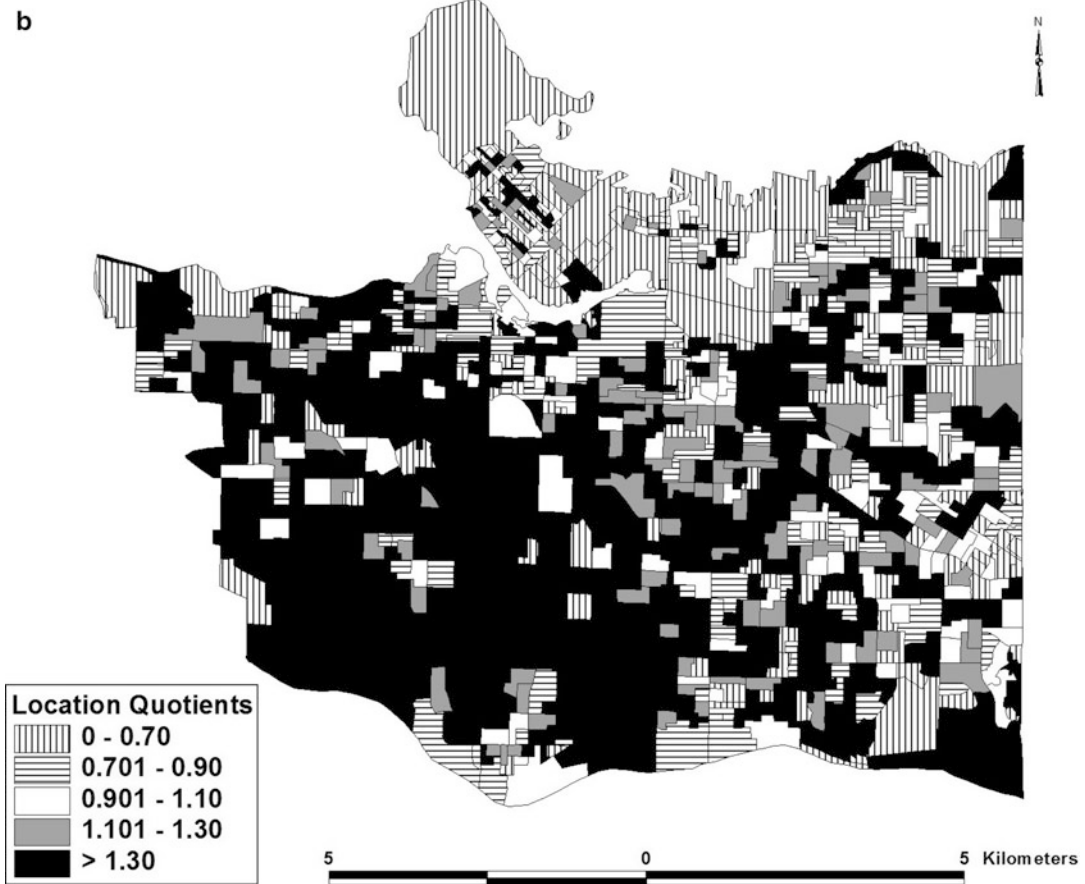 b
N
Location Quotients
0 - 0.70
0.701 - 0.90
0.901 - 1.10
1.101 - 1.30
> 1.30
5 0 5 Kilometers